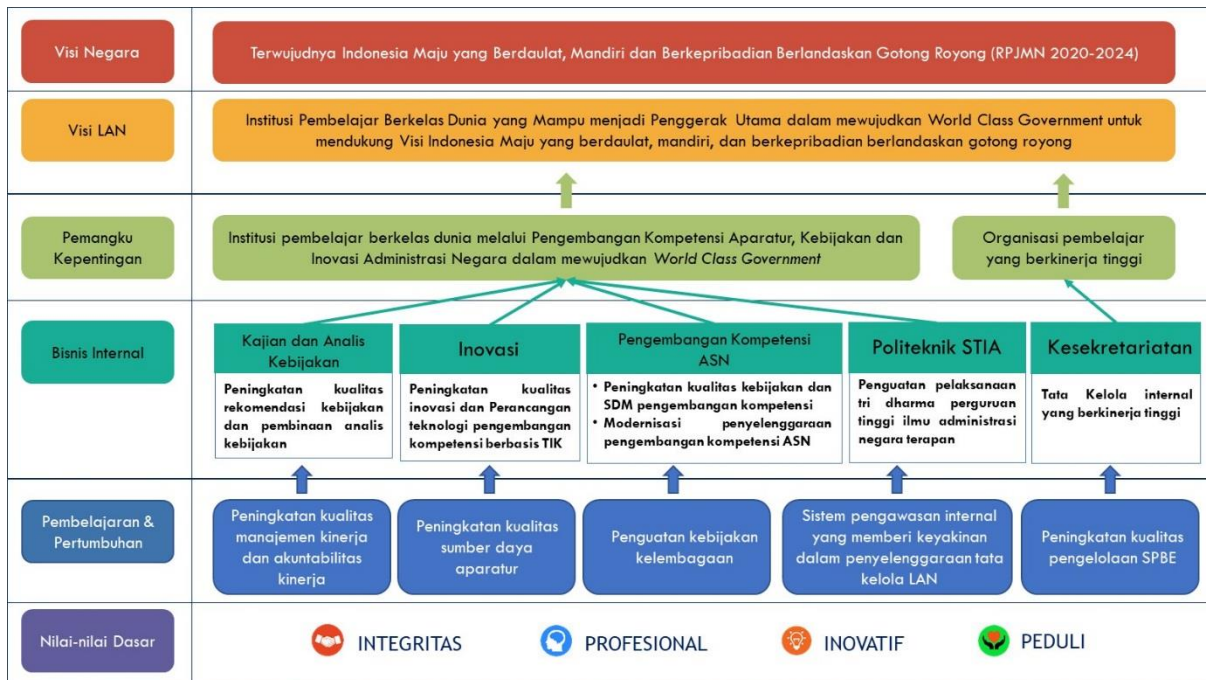 Visi Negara
Terwujudnya Indonesia Maju yang Berdaulat, Mandiri dan Berkepribadian Berlandaskan Gotong Royong (RPJMN 2020-2024)
Visi LAN
Institusi Pembelajar Berkelas Dunia yang Mampu menjadi Penggerak Utama dalam mewujudkan World Class Government untuk
mendukung Visi Indonesia Maju yang berdaulat, mandiri, dan berkepribadian berlandaskan gotong royong
Pemangku
Kepentingan
Institusi pembelajar berkelas dunia melalui Pengembangan Kompetensi Aparatur, Kebijakan dan
Inovasi Administrasi Negara dalam mewujudkan World Class Government
Organisasi pembelajar
yang berkinerja tinggi
Bisnis Internal
Kajian dan Analis
Kebijakan
Peningkatan kualitas
rekomendasi kebijakan
dan pembinaan analis
kebijakan
Inovasi
Peningkatan kualitas
inovasi dan Perancangan
teknologi pengembangan
kompetensi berbasis TIK
Pengembangan Kompetensi
ASN
• Peningkatan kualitas kebijakan dan
SDM pengembangan kompetensi
• Modernisasi penyelenggaraan
pengembangan kompetensi ASN
Politeknik STIA
Penguatan pelaksanaan
tri dharma perguruan
tinggi ilmu administrasi
negara terapan
Kesekretariatan
Tata Kelola internal
yang berkinerja tinggi
Pembelajaran &
Pertumbuhan
Peningkatan kualitas
manajemen kinerja
dan akuntabilitas
kinerja
Peningkatan kualitas
sumber daya
aparatur
Penguatan kebijakan
kelembagaan
Sistem pengawasan internal
yang memberi keyakinan
dalam penyelenggaraan tata
kelola LAN
Peningkatan kualitas
pengelolaan SPBE
Nilai-nilai Dasar
INTEGRITAS
PROFESIONAL
INOVATIF
PEDULI